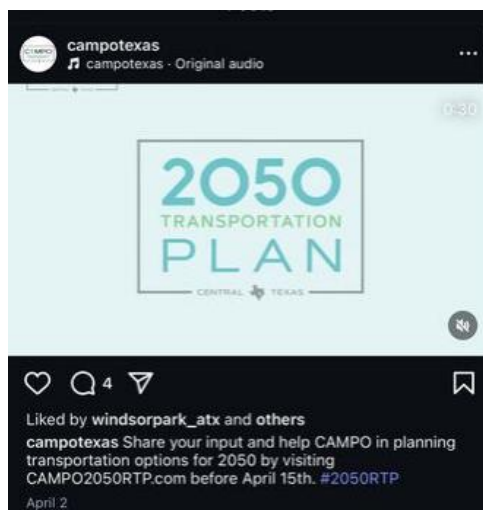 campotexas
campotexas · Original audio
0:30
2050
TRANSPORTATION
PLAN
CENTRAL TEXAS
4
Liked by windsorpark_atx and others
campotexas Share your input and help CAMPO in planning
transportation options for 2050 by visiting
CAMPO2050RTP.com before April 15th. #2050RTP
April 2